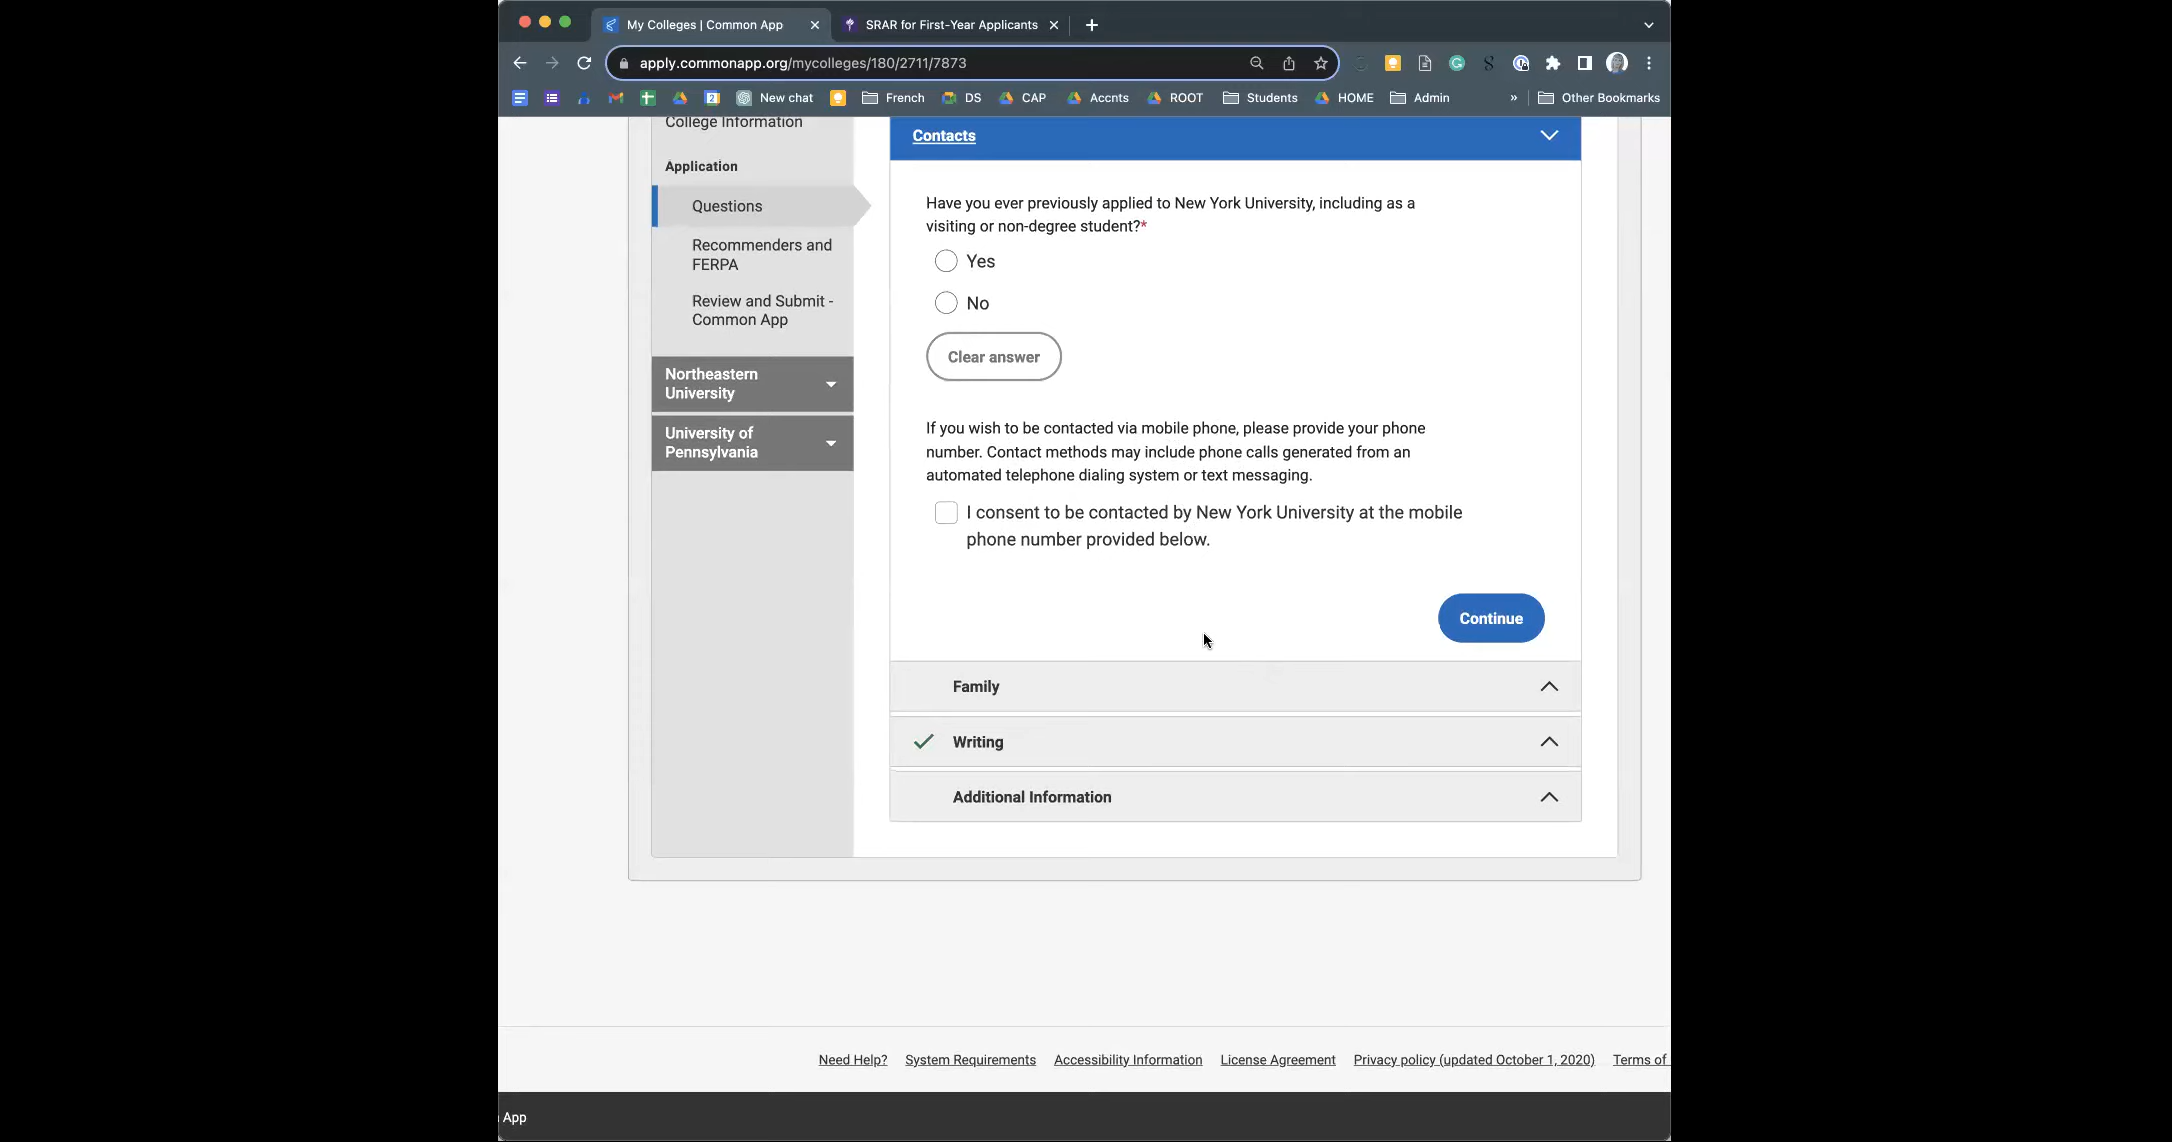 My Colleges | Common App
SRAR for First-Year Applicants
apply.commonapp.org/mycolleges/180/2711/7873
New chat
French
DS
CAP
Accnts
ROOT
Students
HOME
Admin
»
Other Bookmarks
College Information
Application
Questions
Recommenders and
FERPA
Review and Submit -
Common App
Northeastern
University
University of
Pennsylvania
Contacts
Have you ever previously applied to New York University, including as a
visiting or non-degree student?*
Yes
No
Clear answer
If you wish to be contacted via mobile phone, please provide your phone
number. Contact methods may include phone calls generated from an
automated telephone dialing system or text messaging.
I consent to be contacted by New York University at the mobile
phone number provided below.
Continue
Family
Writing
Additional Information
Need Help?
System Requirements
Accessibility Information
License Agreement
Privacy policy (updated October 1, 2020)
Terms of
App